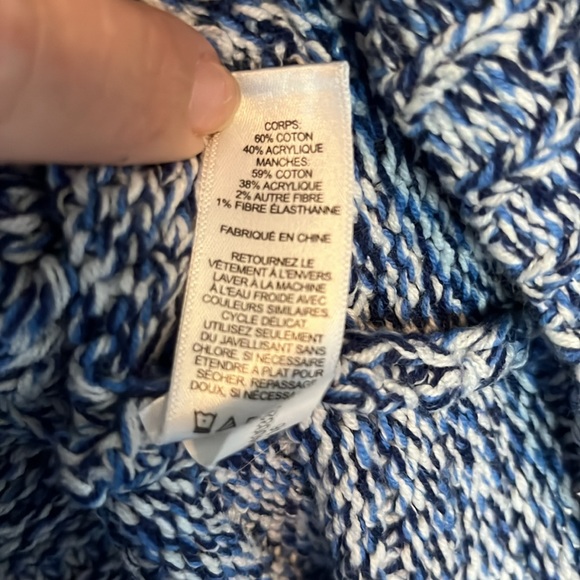 CORPS:
60% COTON
40% ACRYLIQUE
MANCHES:
59% COTON
38% ACRYLIQUE
2% AUTRE FIBRE
1% FIBRE ÉLASTHANNE
FABRIQUÉ EN CHINE
RETOURNEZ LE
VÊTEMENT À L'ENVERS
LAVER À LA MACHINE
À L'EAU FROIDE AVEC
COULEURS SIMILAIRES,
CYCLE DÉLICAT
UTILISEZ SEULEMENT
DU JAVELLISANT SANS
CHLORE, SI NÉCESSAIRE
ÉTENDRE À PLAT POUR
SÉCHER, REPASSAGE
DOUX, SI NÉCESSAIRE